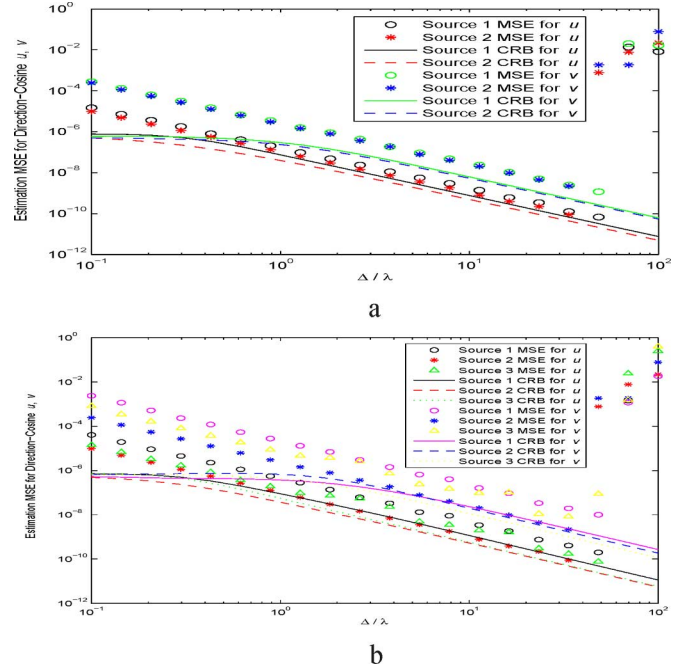 10^0
Source 1 MSE for u
Source 2 MSE for u
Source 1 CRB for u
Source 2 CRB for u
Source 1 MSE for v
Source 2 MSE for v
Source 1 CRB for v
Source 2 CRB for v
10^-2
10^-4
10^-6
10^-8
10^-10
10^-12
Estimation MSE for Direction-Cosine u, v
10^-1 10^0 10^1 10^2
Δ / λ
a
10^0
Source 1 MSE for u
Source 2 MSE for u
Source 3 MSE for u
Source 1 CRB for u
Source 2 CRB for u
Source 3 CRB for u
Source 1 MSE for v
Source 2 MSE for v
Source 3 MSE for v
Source 1 CRB for v
Source 2 CRB for v
Source 3 CRB for v
10^-2
10^-4
10^-6
10^-8
10^-10
10^-12
Estimation MSE for Direction-Cosine u, v
10^-1 10^0 10^1 10^2
Δ / λ
b